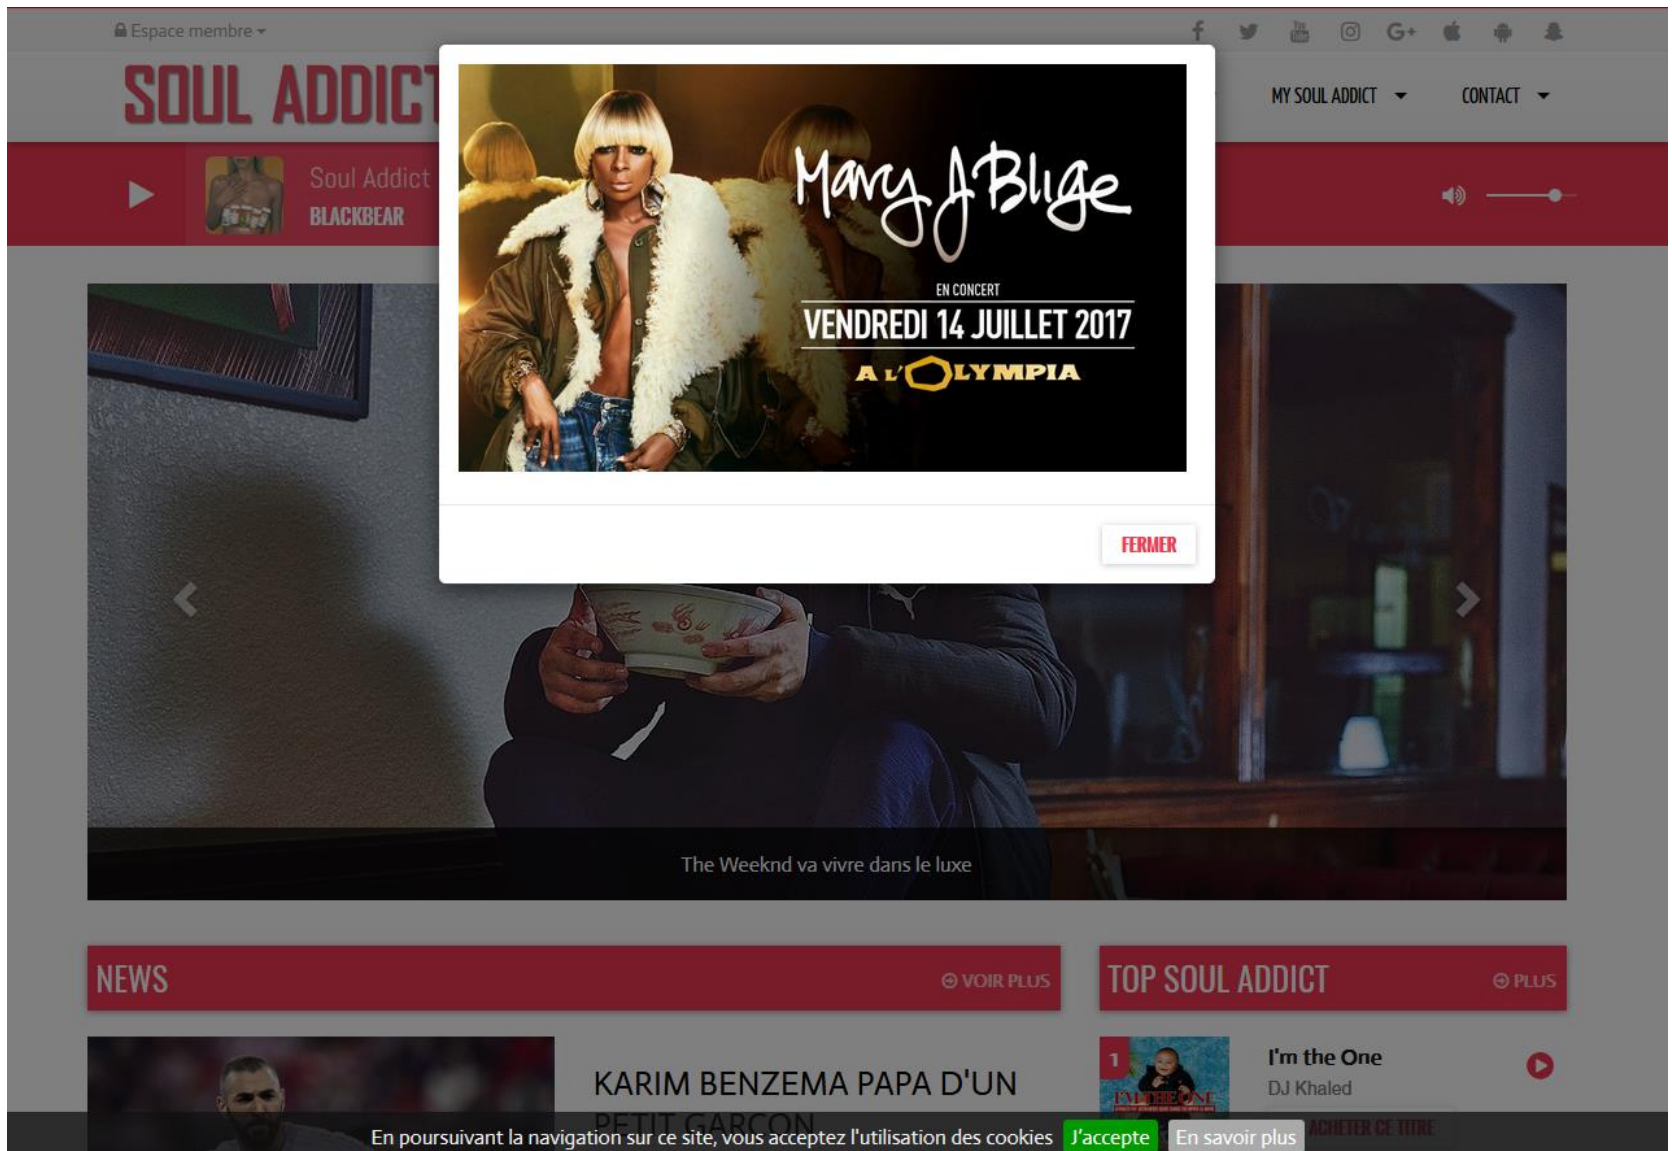 Espace membre
SOUL ADDICT
MY SOUL ADDICT
CONTACT
Soul Addict
BLACKBEAR
Mary J Blige
EN CONCERT
VENDREDI 14 JUILLET 2017
A L'OLYMPIA
FERMER
The Weeknd va vivre dans le luxe
NEWS
VOIR PLUS
TOP SOUL ADDICT
PLUS
KARIM BENZEMA PAPA D'UN
PETIT GARÇON
1
I'M THE ONE
I'm the One
DJ Khaled
ACHETER CE TITRE
En poursuivant la navigation sur ce site, vous acceptez l'utilisation des cookies J'accepte En savoir plus